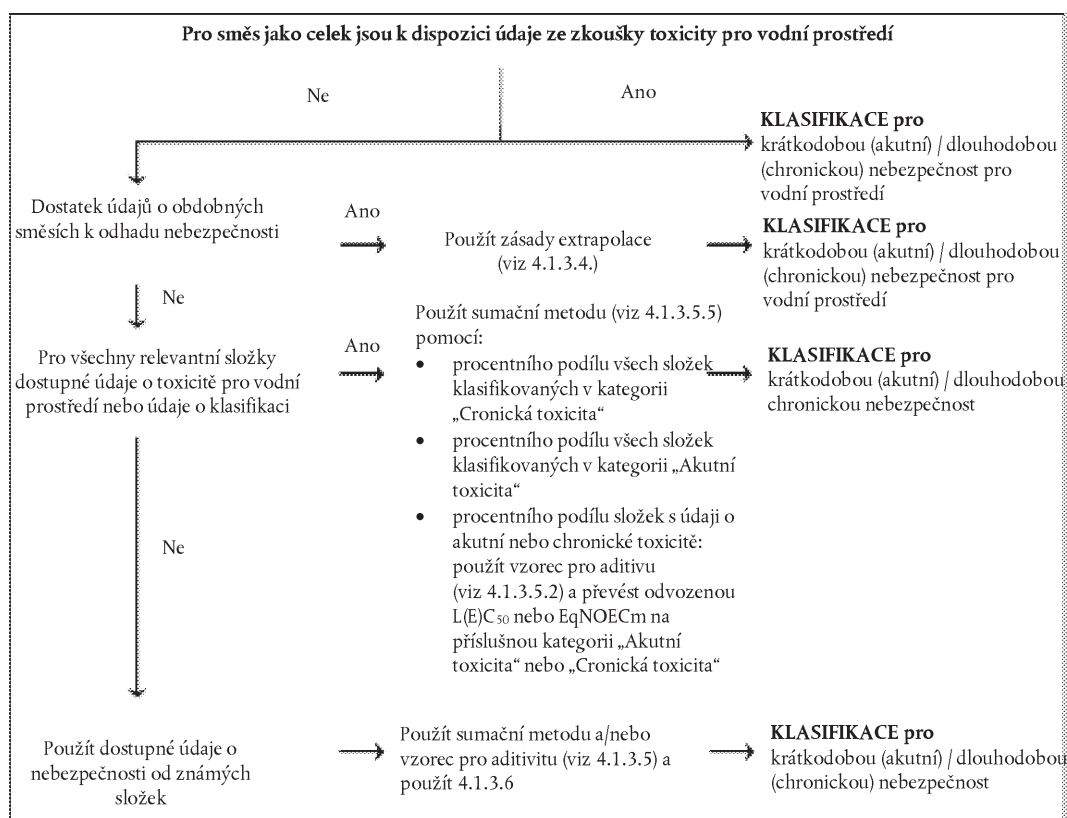 Pro směs jako celek jsou k dispozici údaje ze zkoušky toxicity pro vodní prostředí
Ne
Ano
KLASIFIKACE pro
krátkodobou (akutní) / dlouhodobou
(chronickou) nebezpečnost pro
vodní prostředí
Dostatek údajů o obdobných
směsích k odhadu nebezpečnosti
Ano
Použít zásady extrapolace
(viz 4.1.3.4.)
KLASIFIKACE pro
krátkodobou (akutní) / dlouhodobou
(chronickou) nebezpečnost pro
vodní prostředí
Ne
Pro všechny relevantní složky
dostupné údaje o toxicitě pro vodní
prostředí nebo údaje o klasifikaci
Ano
Použít sumační metodu (viz 4.1.3.5.5)
pomocí:
• procentního podílu všech složek
klasifikovaných v kategorii
„Cronická toxicita“
• procentního podílu všech složek
klasifikovaných v kategorii „Akutní
toxicita“
• procentního podílu složek s údaji o
akutní nebo chronické toxicitě:
použít vzorec pro aditivu
(viz 4.1.3.5.2) a převést odvozenou
L(E)C₅₀ nebo EqNOECm na
příslušnou kategorii „Akutní
toxicita“ nebo „Cronická toxicita“
KLASIFIKACE pro
krátkodobou (akutní) / dlouhodobou
chronickou nebezpečnost
Ne
Použít dostupné údaje o
nebezpečnosti od známých
složek
Použít sumační metodu a/nebo
vzorec pro aditivitu (viz 4.1.3.5) a
použít 4.1.3.6
KLASIFIKACE pro
krátkodobou (akutní) / dlouhodobou
(chronickou) nebezpečnost